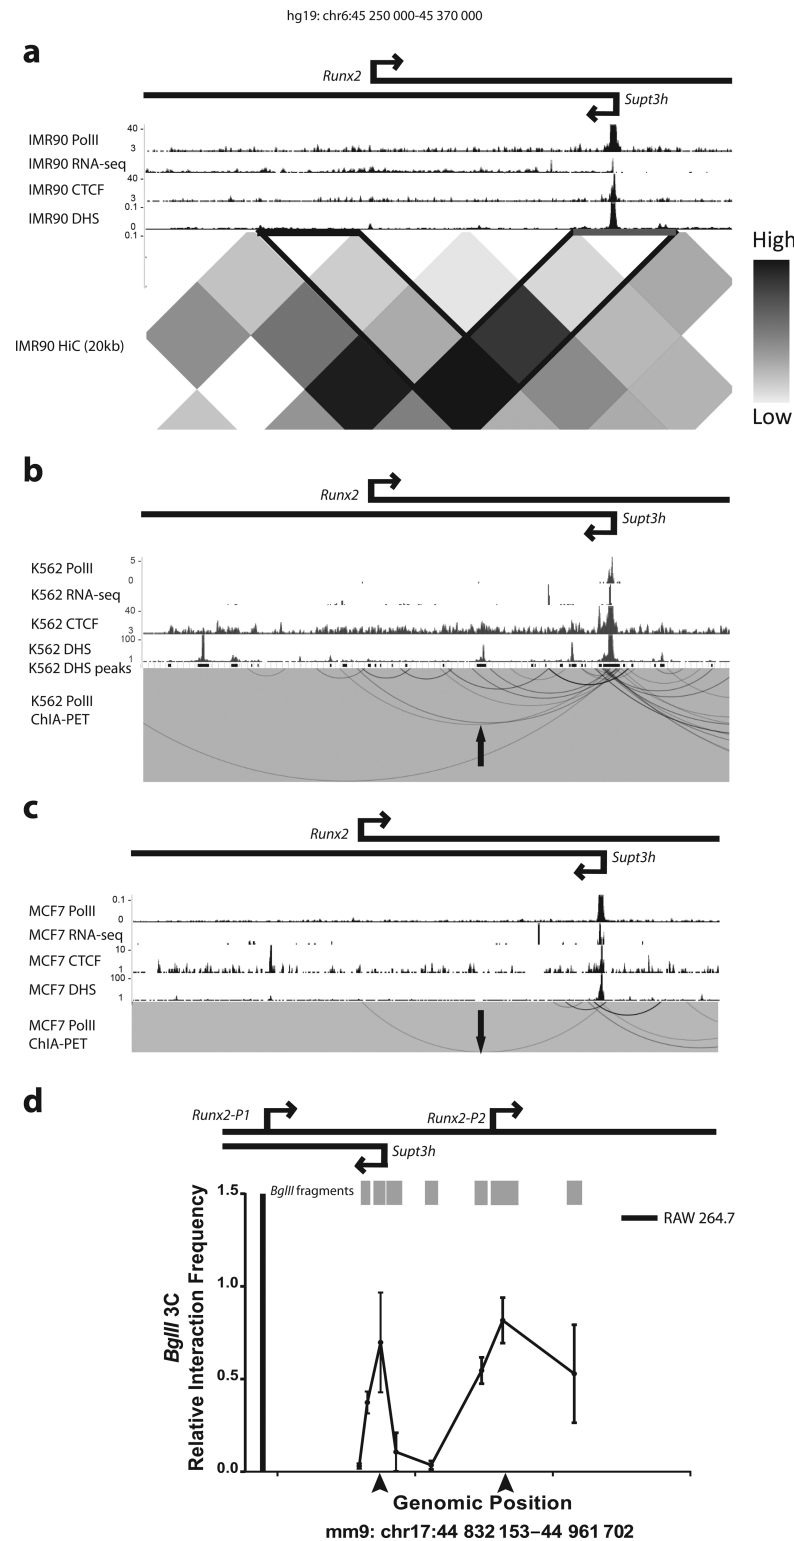 hg19: chr6:45 250 000-45 370 000
a
Runx2
Supt3h
IMR90 PolII
40
3
IMR90 RNA-seq
IMR90 CTCF
40
3
IMR90 DHS
0.1
0
0.1
High
IMR90 HiC (20kb)
Low
b
Runx2
Supt3h
K562 PolII
5
0
K562 RNA-seq
K562 CTCF
40
3
K562 DHS
100
1
K562 DHS peaks
K562 PolII
ChIA-PET
c
Runx2
Supt3h
MCF7 PolII
0.1
0
MCF7 RNA-seq
MCF7 CTCF
10
1
MCF7 DHS
100
1
MCF7 PolII
ChIA-PET
d
Runx2-P1
Runx2-P2
Supt3h
BglII fragments
RAW 264.7
BglII 3C
Relative Interaction Frequency
1.5
1.0
0.5
0.0
Genomic Position
mm9: chr17:44 832 153–44 961 702